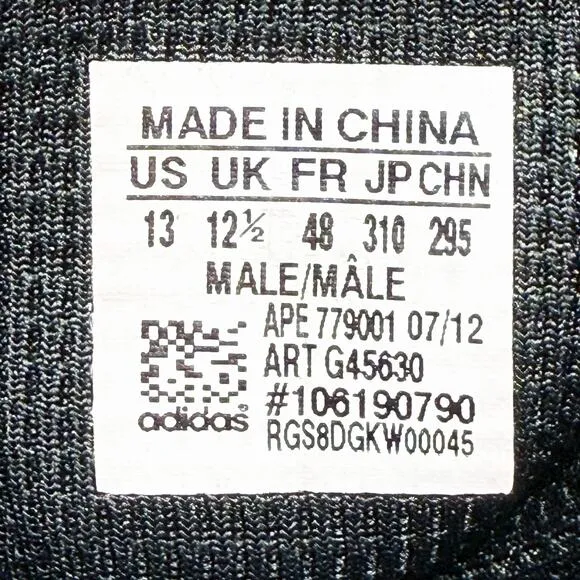 MADE IN CHINA
US UK FR JP CHN
13 12½ 48 310 295
MALE/MÂLE
APE 779001 07/12
ART G45630
#106190790
adidas
RGS8DGKW00045